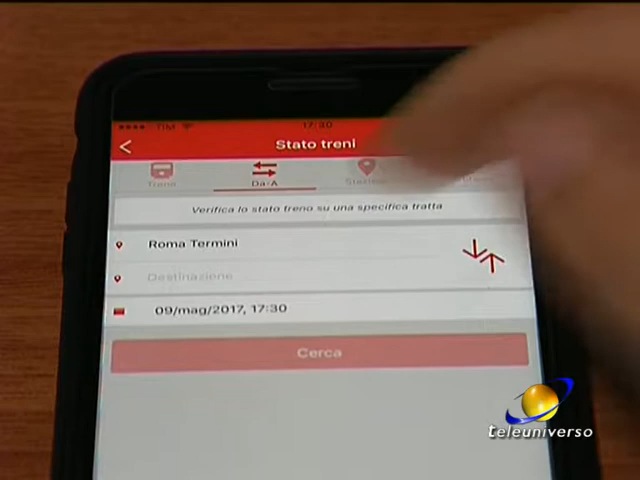 TIM
17:30
Stato treni
Treno
Da-A
Verifica lo stato treno su una specifica tratta
Roma Termini
Destinazione
09/mag/2017, 17:30
Cerca
teleuniverso